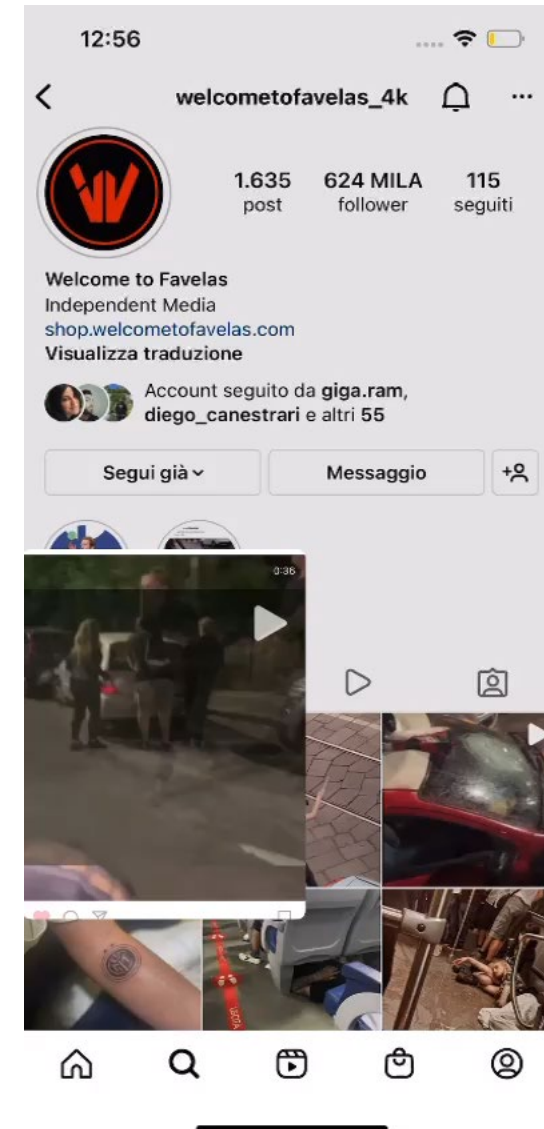 12:56
welcometofavelas_4k
1.635 624 MILA 115
post follower seguiti
Welcome to Favelas
Independent Media
shop.welcometofavelas.com
Visualizza traduzione
Account seguito da giga.ram,
diego_canestrari e altri 55
Segui già Messaggio
0:36